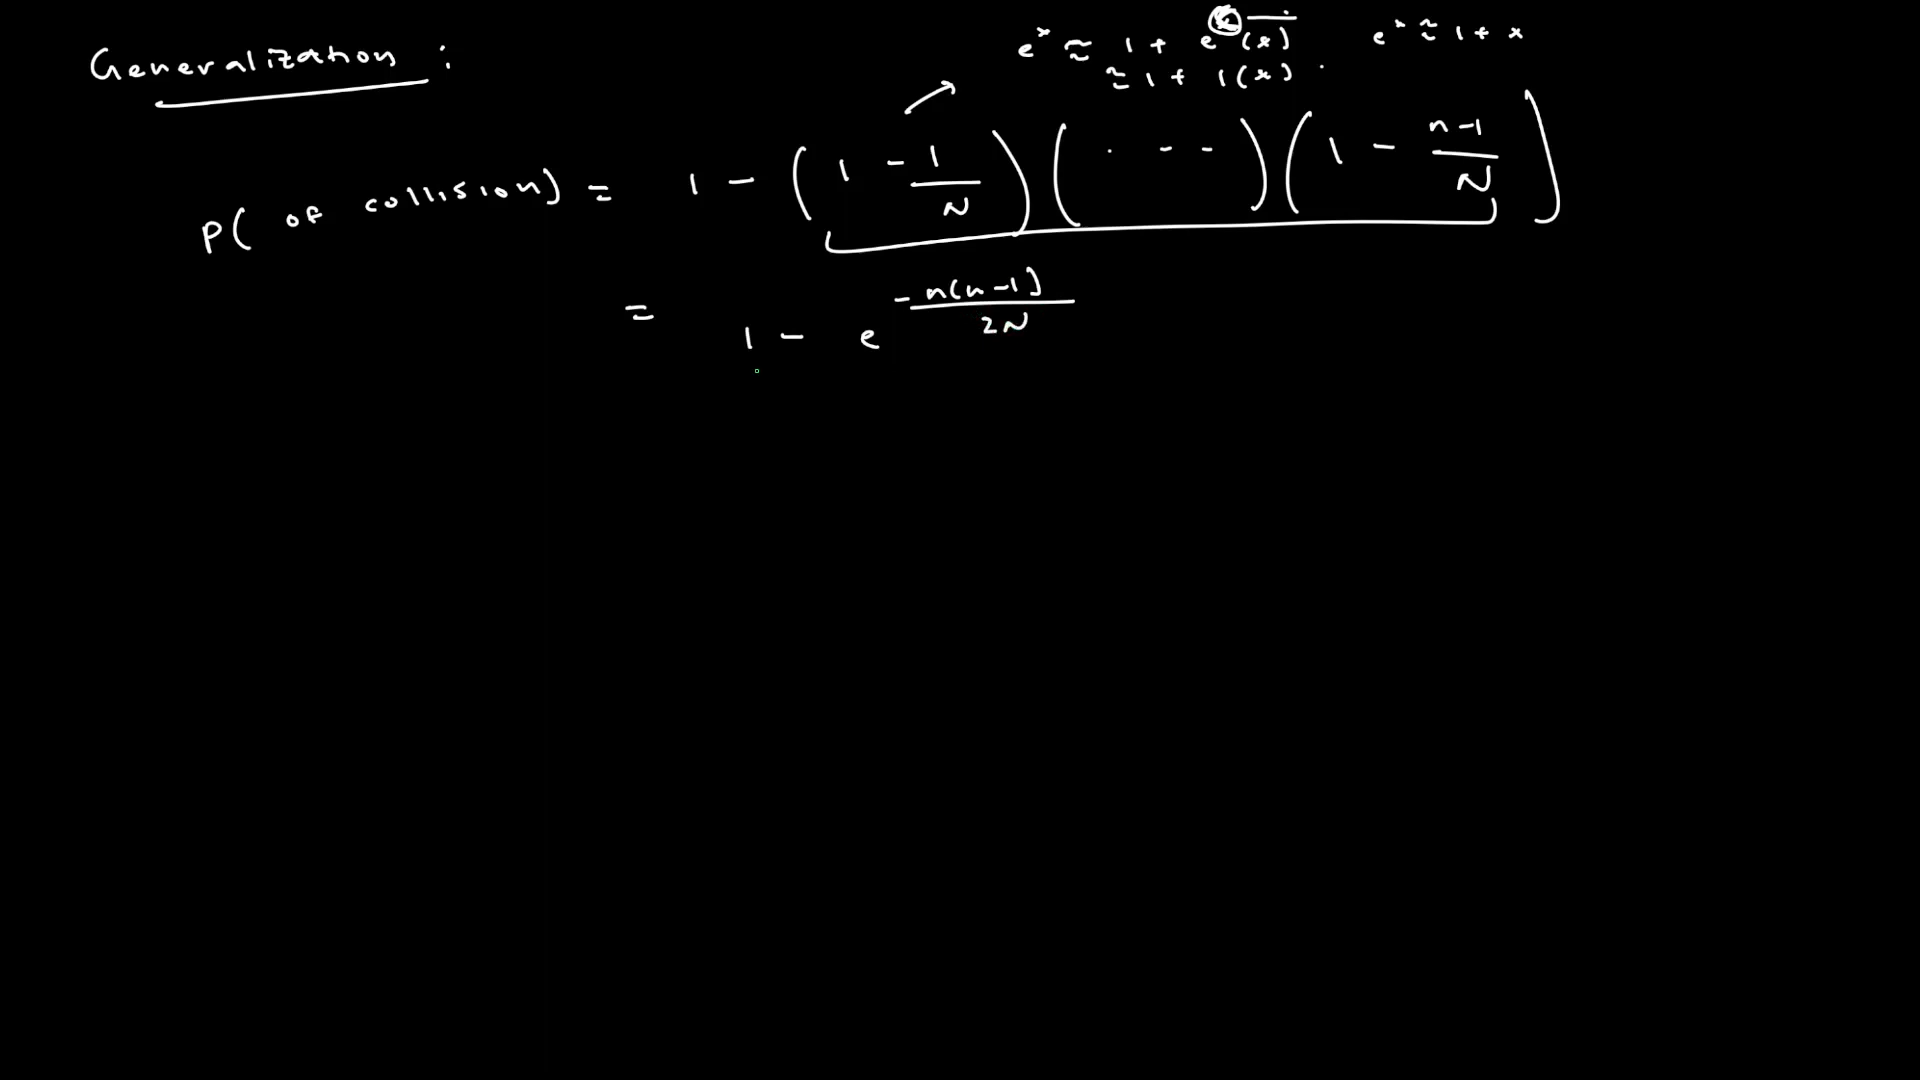 Generalization :
e^x ≈ 1 + e (x) e^x ≈ 1 + x
≈ 1 + 1(x) .
P( of collision) = 1 - (1 - 1/N)(. - -)(1 - n-1/N)
= 1 - e^(-n(n-1)/2N)